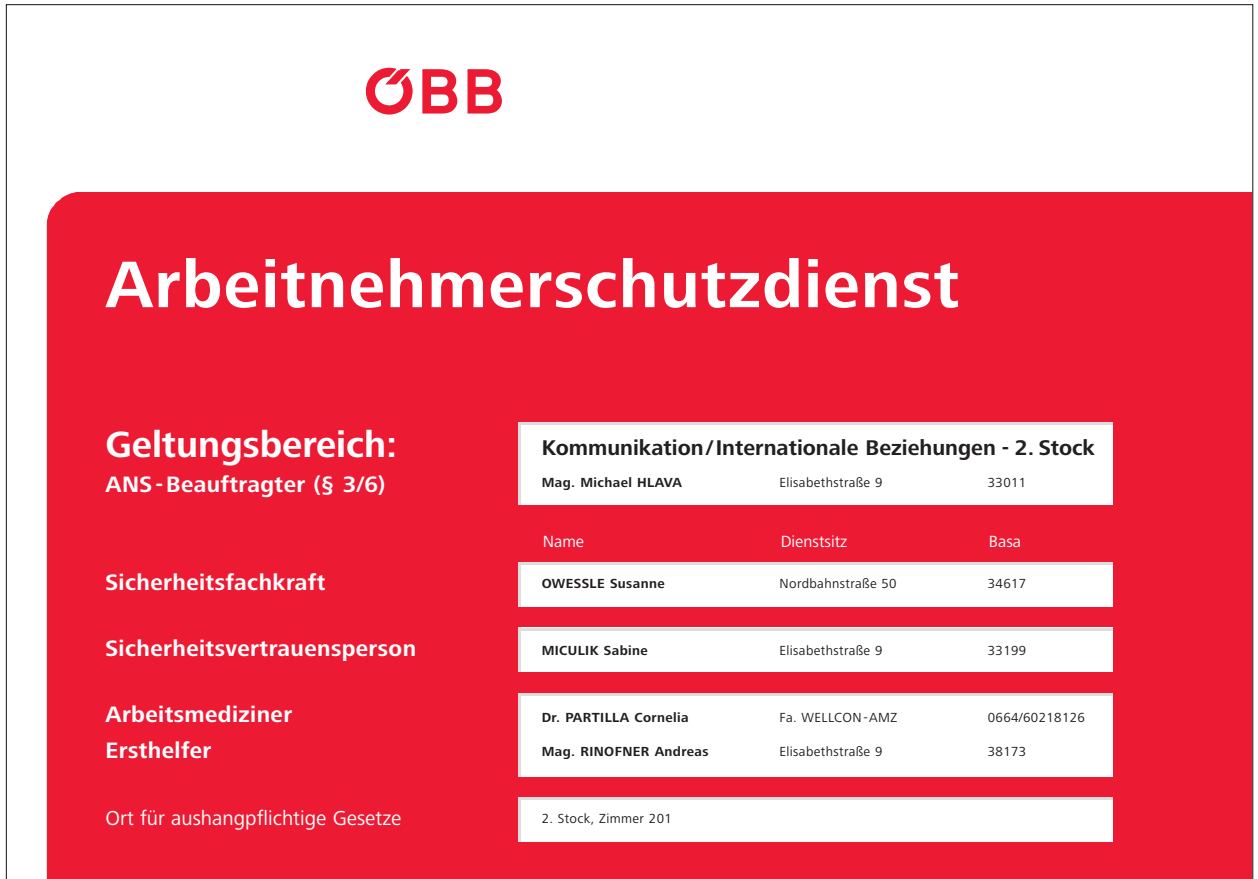 ÖBB
Arbeitnehmerschutzdienst
Geltungsbereich: Kommunikation/Internationale Beziehungen - 2. Stock
ANS-Beauftragter (§ 3/6) Mag. Michael HLAVA Elisabethstraße 9 33011
Name Dienstsitz Basa
Sicherheitsfachkraft OWESSLE Susanne Nordbahnstraße 50 34617
Sicherheitsvertrauensperson MICULIK Sabine Elisabethstraße 9 33199
Arbeitsmediziner Dr. PARTILLA Cornelia Fa. WELLCON-AMZ 0664/60218126
Ersthelfer Mag. RINOFNER Andreas Elisabethstraße 9 38173
Ort für aushangpflichtige Gesetze 2. Stock, Zimmer 201